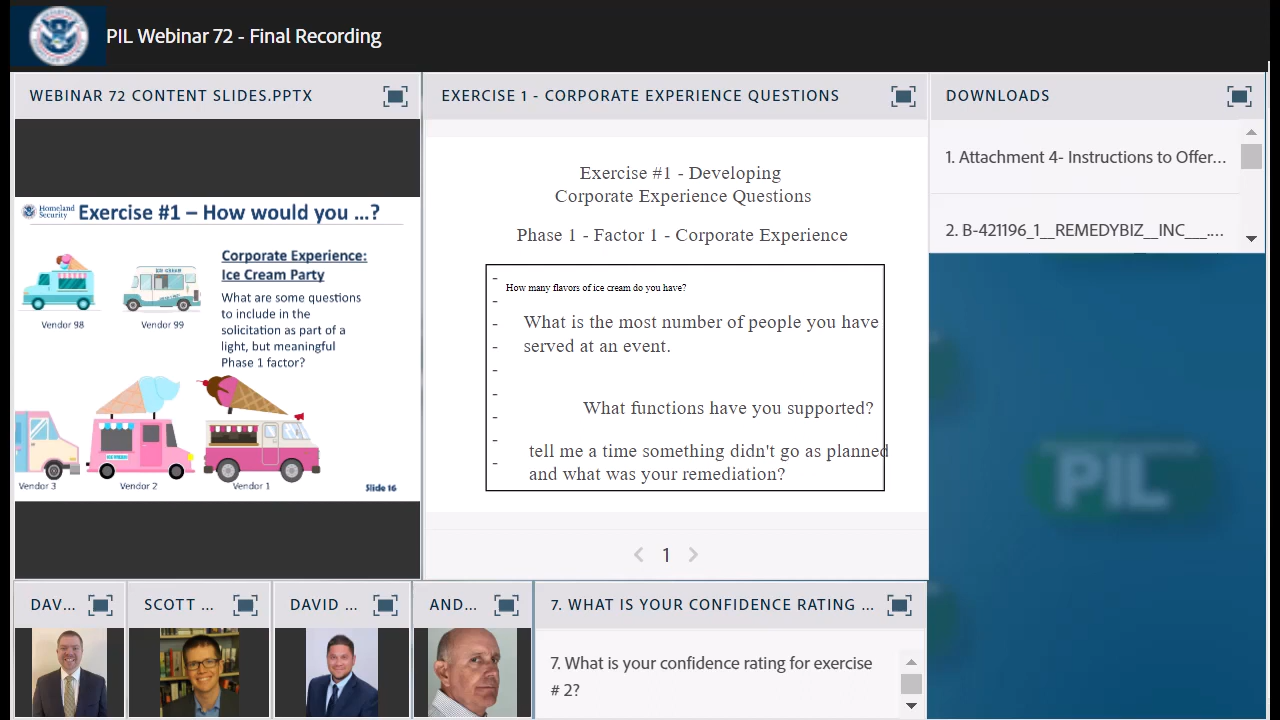 PIL Webinar 72 - Final Recording
WEBINAR 72 CONTENT SLIDES.PPTX
Homeland
Security
Exercise #1 – How would you …?
Corporate Experience:
Ice Cream Party
What are some questions
to include in the
solicitation as part of a
light, but meaningful
Phase 1 factor?
ICE CREAM
Vendor 98
Vendor 99
ICE CREAM
Vendor 3
Vendor 2
Vendor 1
Slide 16
EXERCISE 1 - CORPORATE EXPERIENCE QUESTIONS
Exercise #1 - Developing
Corporate Experience Questions
Phase 1 - Factor 1 - Corporate Experience
- How many flavors of ice cream do you have?
-
- What is the most number of people you have
- served at an event.
-
-
- What functions have you supported?
-
- tell me a time something didn't go as planned
and what was your remediation?
1
DOWNLOADS
1. Attachment 4- Instructions to Offer...
2. B-421196_1__REMEDYBIZ__INC___....
PIL
DAV...
SCOTT ...
DAVID ...
AND...
7. WHAT IS YOUR CONFIDENCE RATING ...
7. What is your confidence rating for exercise
# 2?